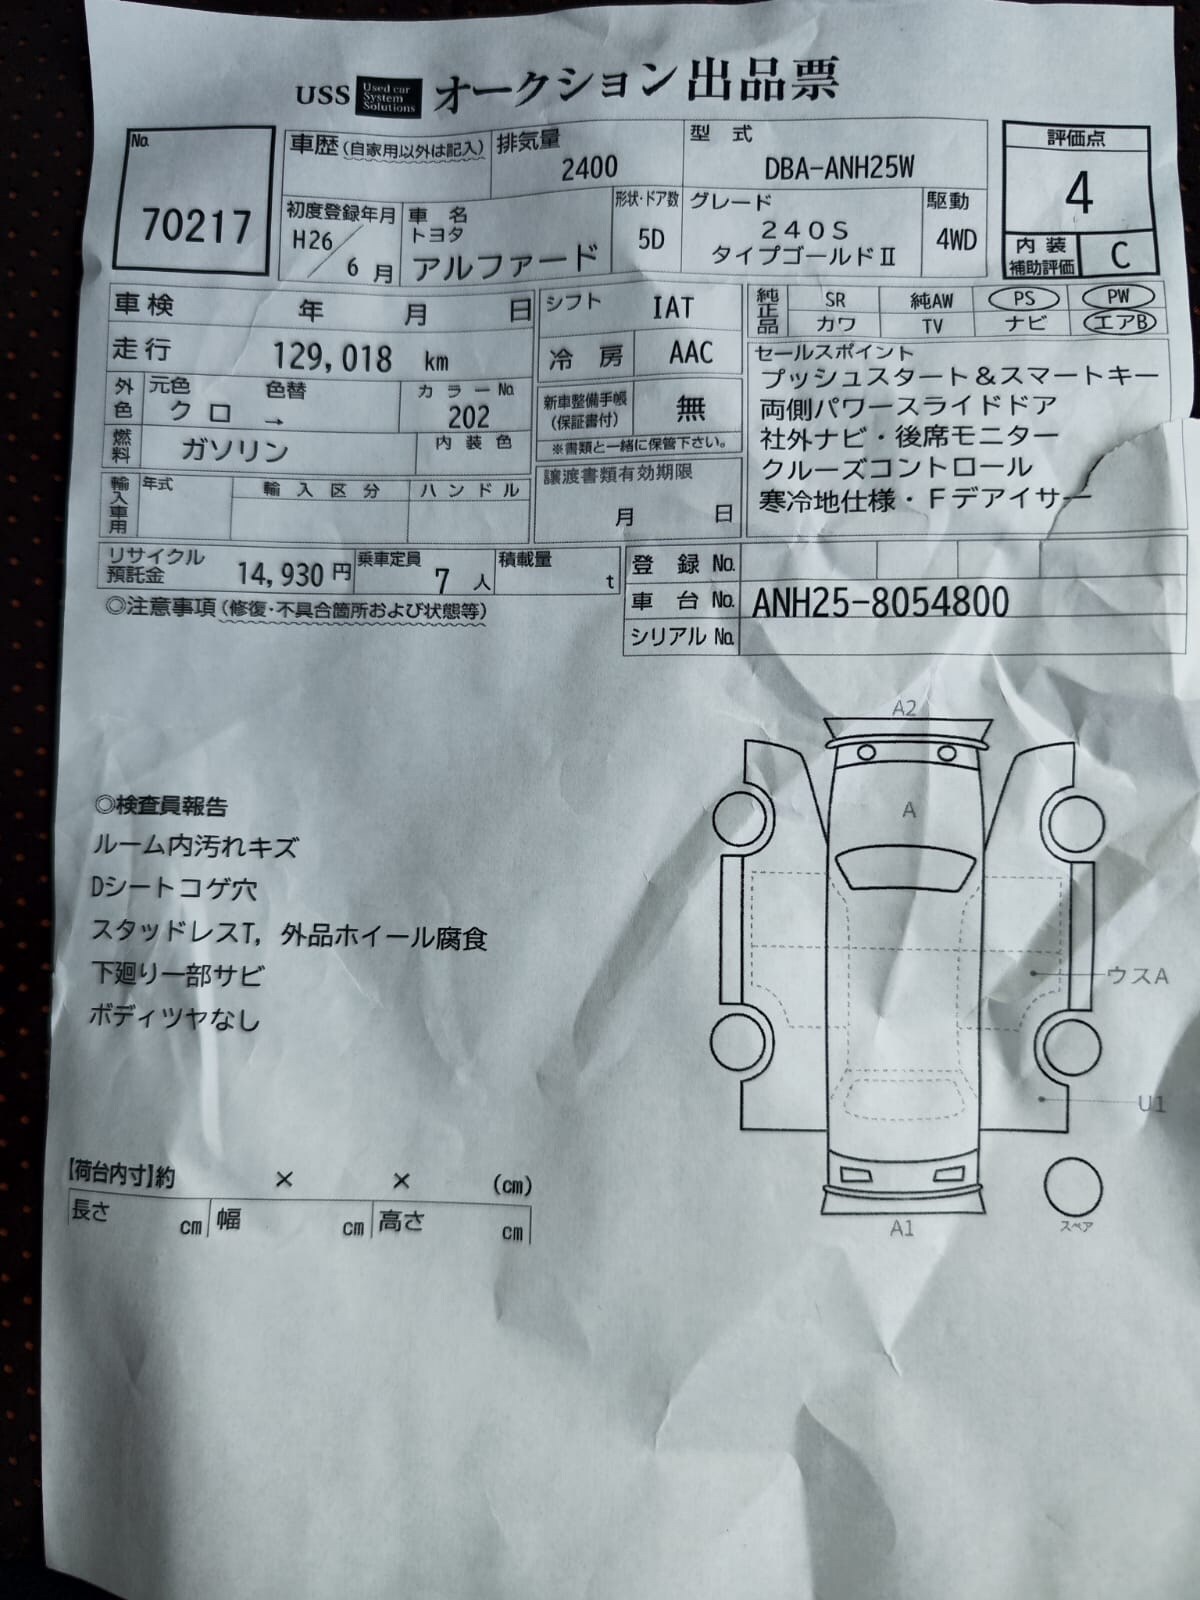 USS Used car System Solutions オークション出品票
No. 70217
車歴 (自家用以外は記入)
排気量 2400
型式 DBA-ANH25W
評価点 4
内装補助評価 C
初度登録年月 H26/6月
車名 トヨタ アルファード
形状・ドア数 5D
グレード 240S タイプゴールドⅡ
駆動 4WD
車検 年 月 日
シフト IAT
純正品 SR 純AW PS PW
カワ TV ナビ エアB
走行 129,018 km
冷房 AAC
外色 元色 クロ → 色替
カラーNo. 202
新車整備手帳(保証書付) 無
※書類と一緒に保管下さい。
燃料 ガソリン
内装色
輸入車用 年式 輸入区分 ハンドル
譲渡書類有効期限 月 日
セールスポイント
プッシュスタート&スマートキー
両側パワースライドドア
社外ナビ・後席モニター
クルーズコントロール
寒冷地仕様・Fデアイサー
リサイクル預託金 14,930円
乗車定員 7人
積載量 t
登録No.
車台No. ANH25-8054800
シリアルNo.
◎注意事項(修復・不具合箇所および状態等)
A2
A
◎検査員報告
ルーム内汚れキズ
Dシートコゲ穴
スタッドレスT, 外品ホイール腐食
下廻り一部サビ
ボディツヤなし
ウスA
U1
A1
スペア
【荷台内寸】約 × × (cm)
長さ cm 幅 cm 高さ cm